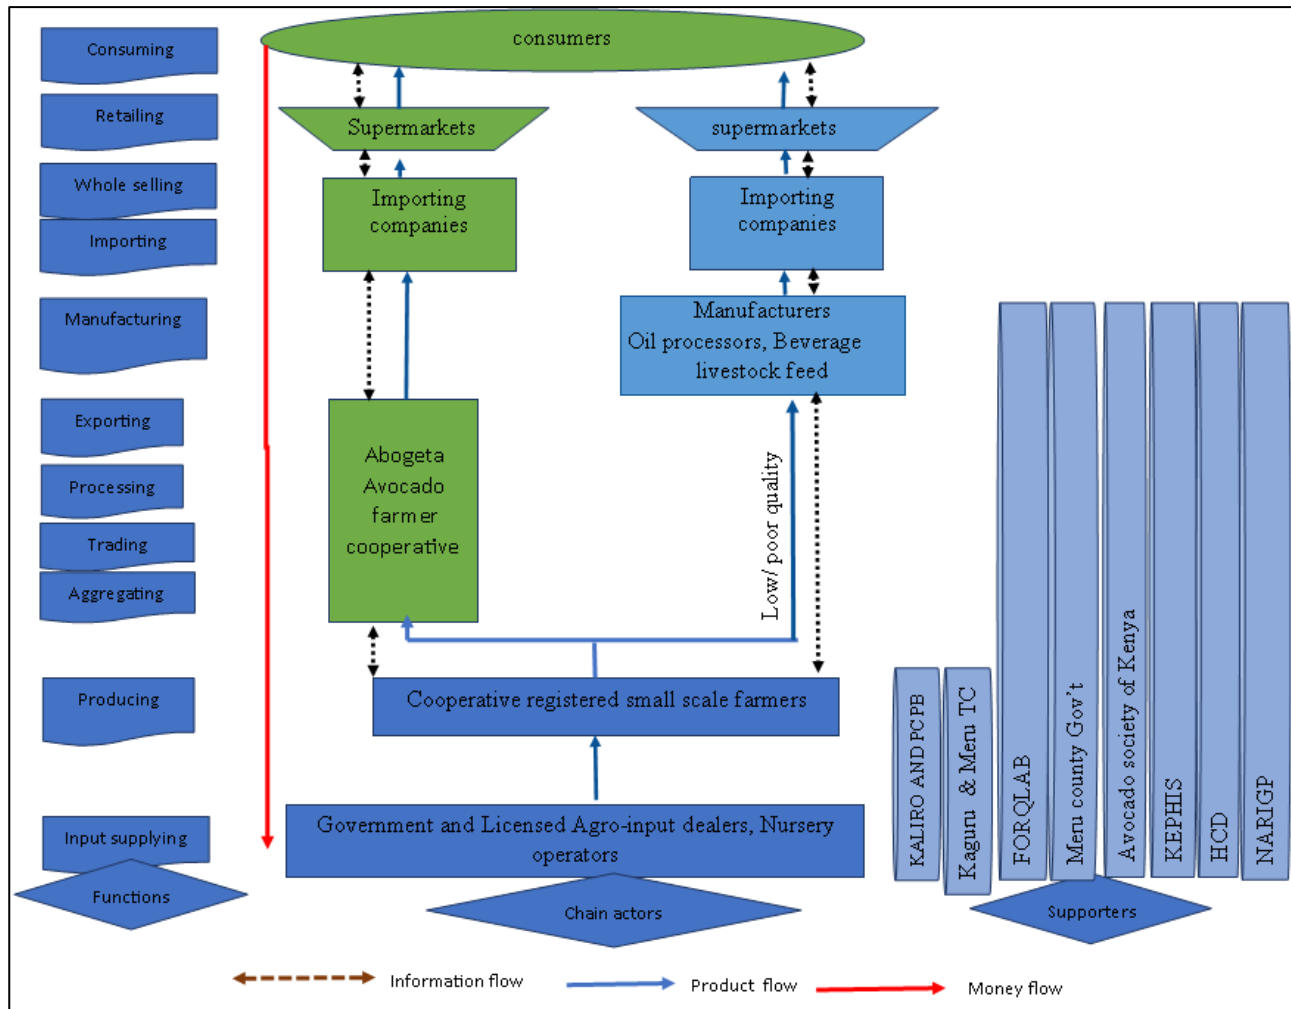 Consuming
Retailing
Whole selling
Importing
Manufacturing
Exporting
Processing
Trading
Aggregating
Producing
Input supplying
Functions
consumers
Supermarkets
supermarkets
Importing
companies
Importing
companies
Manufacturers
Oil processors, Beverage
livestock feed
Abogeta
Avocado
farmer
cooperative
Low/ poor quality
Cooperative registered small scale farmers
Government and Licensed Agro-input dealers, Nursery
operators
Chain actors
KALIRO ANDPCPB
Kaguru & Meru TC
FORQLAB
Meru county Gov't
Avocado society of Kenya
KEPHIS
HCD
NARIGP
Supporters
Information flow
Product flow
Money flow